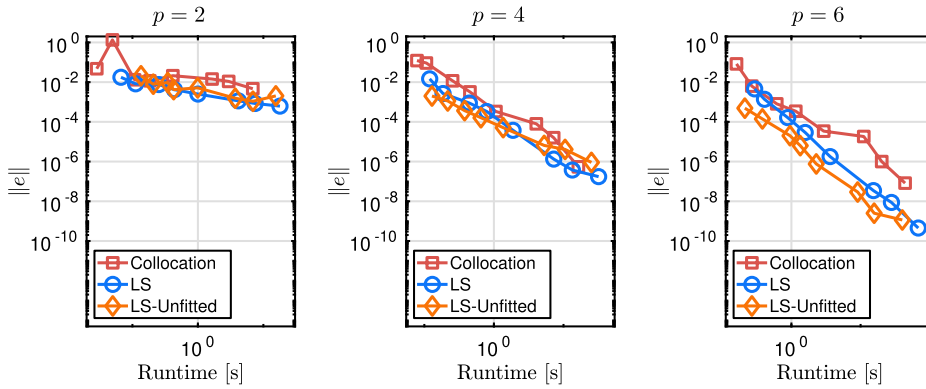 p = 2
10^0
10^-2
10^-4
10^-6
10^-8
10^-10
‖e‖
Collocation
LS
LS-Unfitted
10^0
Runtime [s]
p = 4
10^0
10^-2
10^-4
10^-6
10^-8
10^-10
‖e‖
Collocation
LS
LS-Unfitted
10^0
Runtime [s]
p = 6
10^0
10^-2
10^-4
10^-6
10^-8
10^-10
‖e‖
Collocation
LS
LS-Unfitted
10^0
Runtime [s]